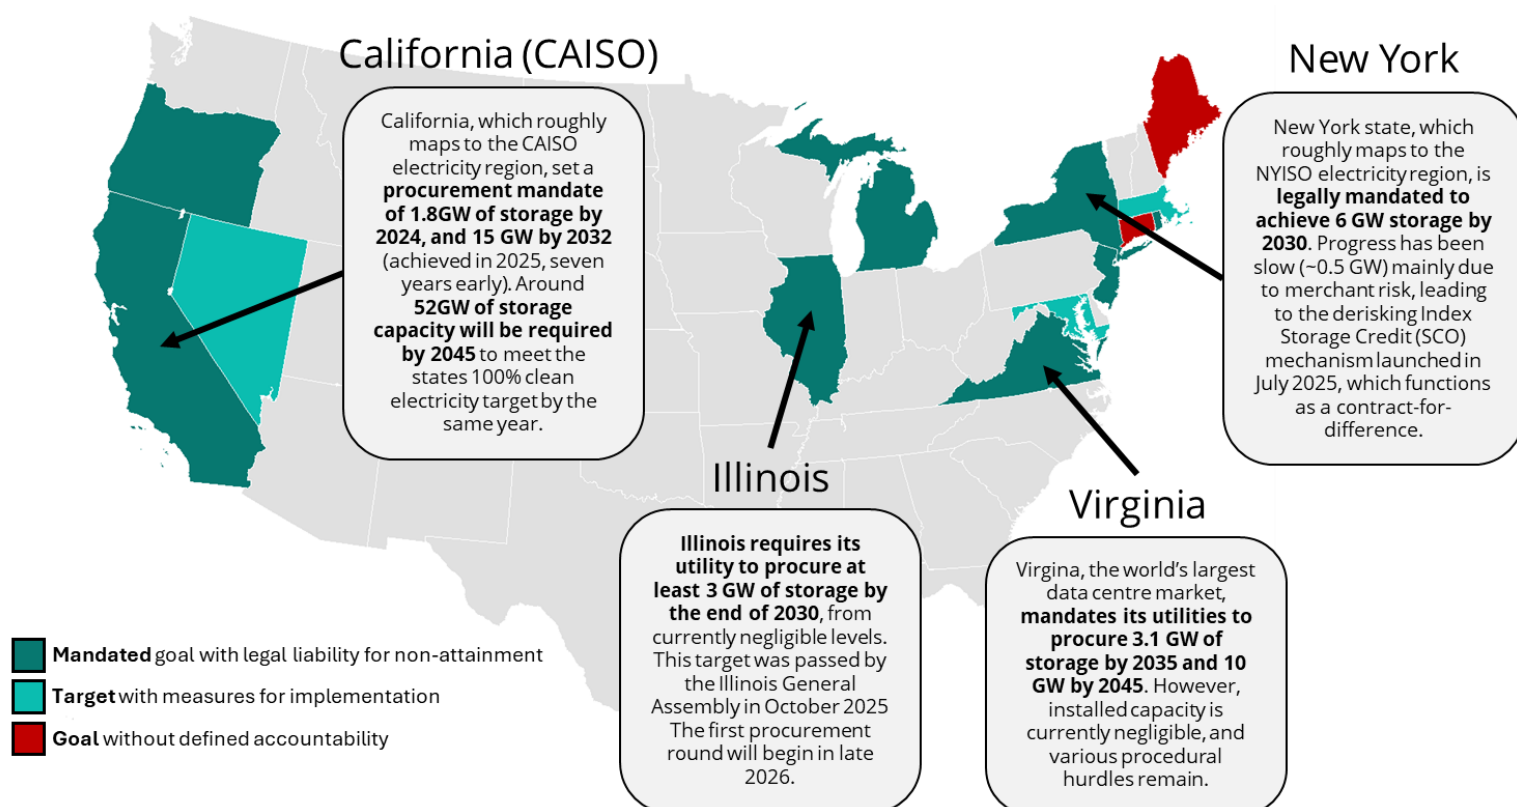 California (CAISO)
California, which roughly
maps to the CAISO
electricity region, set a
procurement mandate
of 1.8GW of storage by
2024, and 15 GW by 2032
(achieved in 2025, seven
years early). Around
52GW of storage
capacity will be required
by 2045 to meet the
states 100% clean
electricity target by the
same year.
New York
New York state, which
roughly maps to the
NYISO electricity region, is
legally mandated to
achieve 6 GW storage by
2030. Progress has been
slow (~0.5 GW) mainly due
to merchant risk, leading
to the derisking Index
Storage Credit (SCO)
mechanism launched in
July 2025, which functions
as a contract-for-
difference.
Illinois
Illinois requires its
utility to procure at
least 3 GW of storage by
the end of 2030, from
currently negligible levels.
This target was passed by
the Illinois General
Assembly in October 2025
The first procurement
round will begin in late
2026.
Virginia
Virgina, the world's largest
data centre market,
mandates its utilities to
procure 3.1 GW of
storage by 2035 and 10
GW by 2045. However,
installed capacity is
currently negligible, and
various procedural
hurdles remain.
Mandated goal with legal liability for non-attainment
Target with measures for implementation
Goal without defined accountability